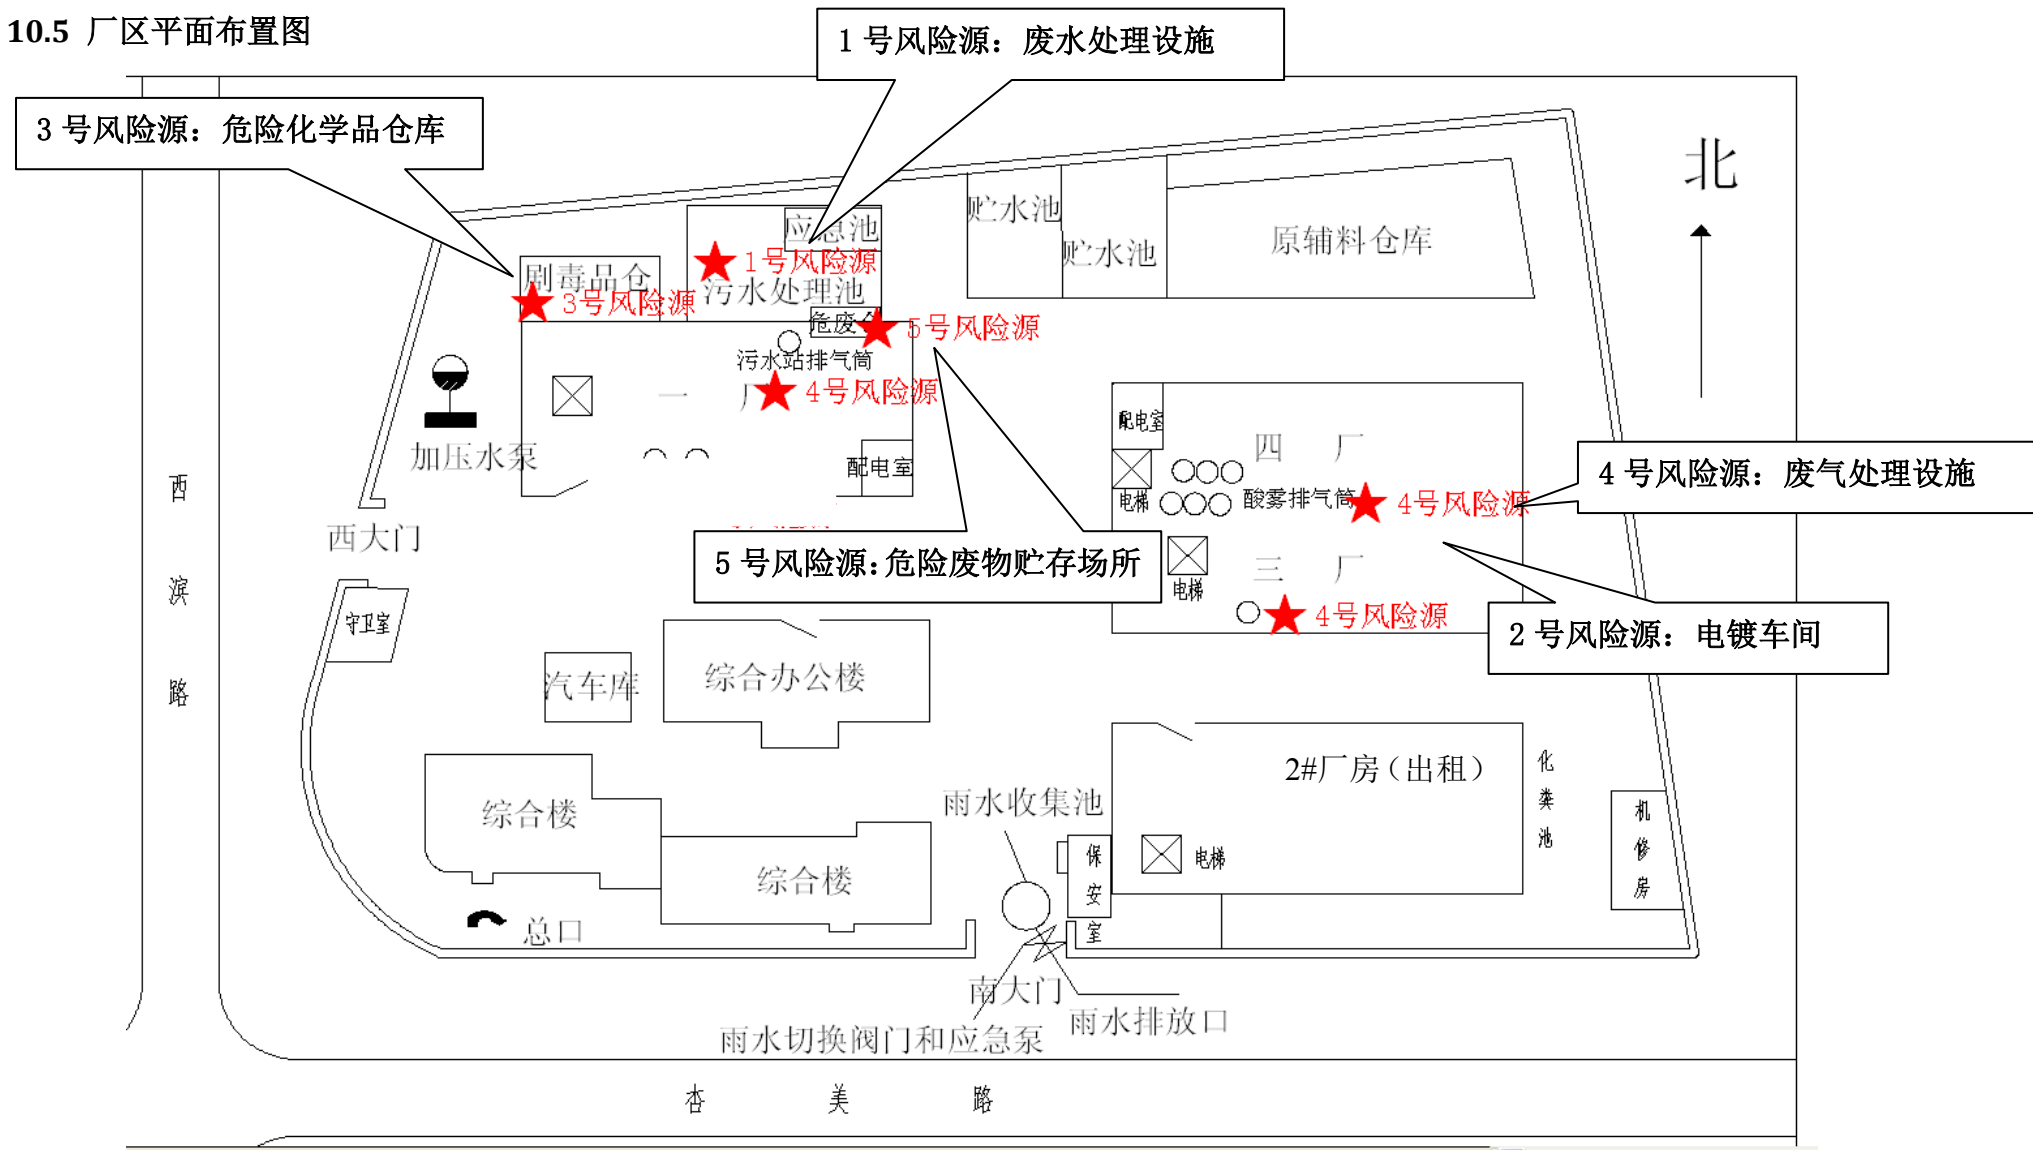 10.5 厂区平面布置图
1 号风险源：废水处理设施
3 号风险源：危险化学品仓库
北
应急池
贮水池
贮水池
原辅料仓库
1号风险源
剧毒品仓
污水处理池
3号风险源
危废仓
5号风险源
污水站排气筒
一 厂
4号风险源
加压水泵
配电室
配电室
四 厂
4 号风险源：废气处理设施
电梯
酸雾排气筒
4号风险源
西大门
5 号风险源:危险废物贮存场所
三 厂
电梯
4号风险源
2 号风险源：电镀车间
守卫室
西滨路
汽车库
综合办公楼
2#厂房（出租）
化粪池
机修房
综合楼
雨水收集池
保安室
电梯
综合楼
总口
南大门
雨水排放口
雨水切换阀门和应急泵
杏 美 路